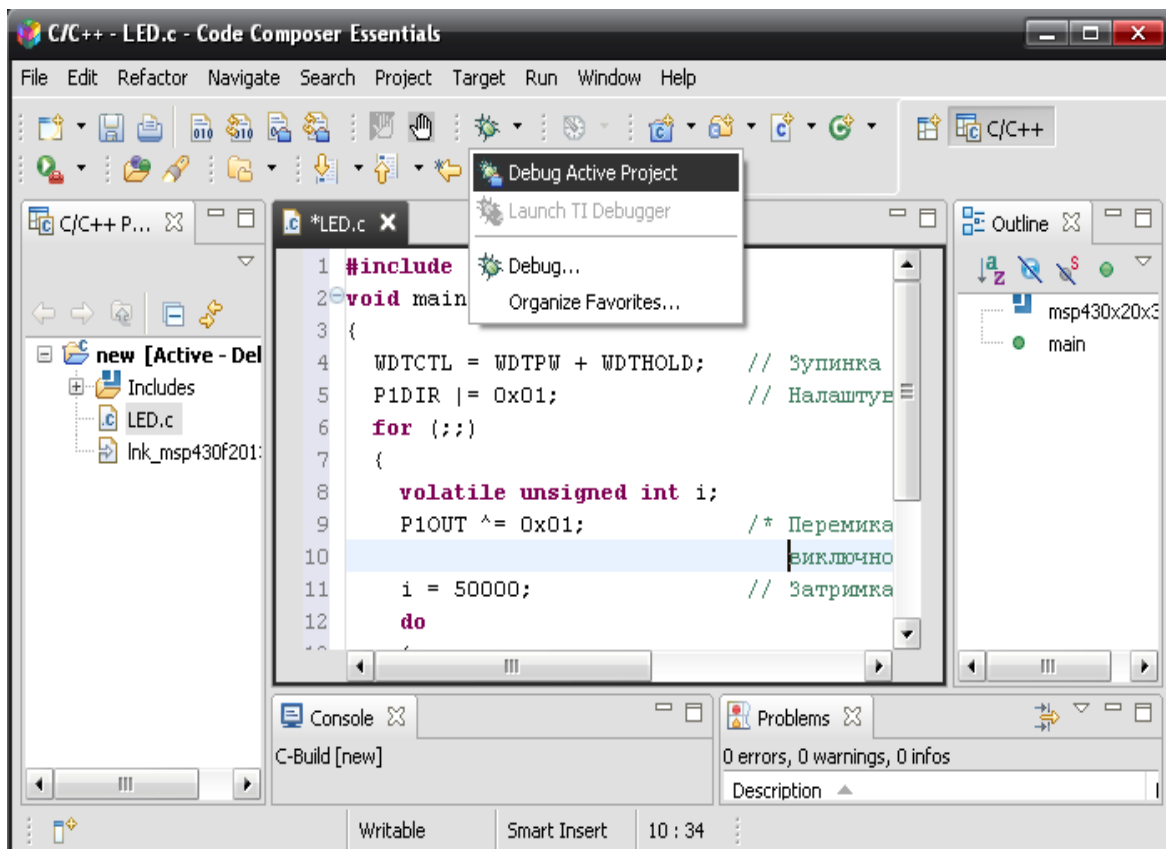 C/C++ - LED.c - Code Composer Essentials
File Edit Refactor Navigate Search Project Target Run Window Help
C/C++
Debug Active Project
Launch TI Debugger
Debug...
Organize Favorites...
C/C++ P...
new [Active - Del
Includes
LED.c
lnk_msp430f201
*LED.c
1 #include
2 void main
3 {
4 WDTCTL = WDTPW + WDTHOLD; // Зупинка
5 P1DIR |= 0x01; // Налаштув
6 for (;;)
7 {
8 volatile unsigned int i;
9 P1OUT ^= 0x01; /* Перемика
10 виключно
11 i = 50000; // Затримка
12 do
Outline
msp430x20x3
main
Console
C-Build [new]
Problems
0 errors, 0 warnings, 0 infos
Description
Writable Smart Insert 10 : 34